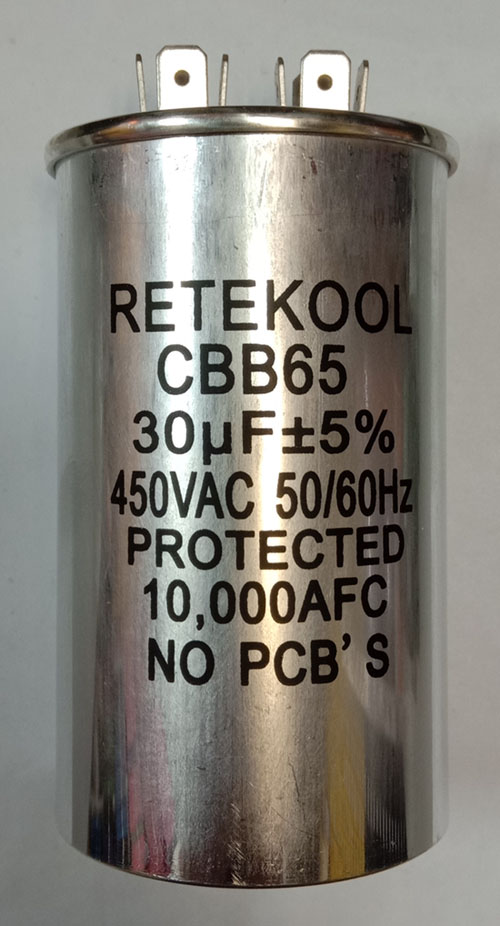 RETEKOOL
CBB65
30μF±5%
450VAC 50/60Hz
PROTECTED
10,000AFC
NO PCB'S